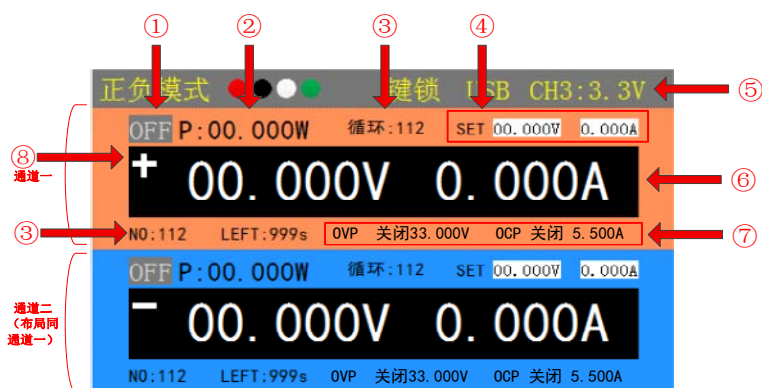 ① ② ③ ④
正负模式 键锁 USB CH3:3.3V ⑤
OFF P:00.000W 循环:112 SET 00.000V 0.000A
⑧ + 00.000V 0.000A ⑥
通道一
③ NO:112 LEFT:999s OVP 关闭33.000V OCP 关闭 5.500A ⑦
OFF P:00.000W 循环:112 SET 00.000V 0.000A
通道二
（布局同
通道一）
- 00.000V 0.000A
NO:112 LEFT:999s OVP 关闭33.000V OCP 关闭 5.500A